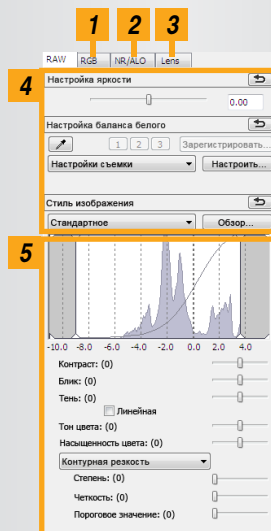 1 2 3
RAW RGB NR/ALO Lens
4
Настройка яркости
0.00
Настройка баланса белого
1 2 3 Зарегистрировать...
Настройки съемки Настроить...
Стиль изображения
Стандартное Обзор...
5
-10.0 -8.0 -6.0 -4.0 -2.0 0.0 2.0 4.0
Контраст: (0)
Блик: (0)
Тень: (0)
Линейная
Тон цвета: (0)
Насыщенность цвета: (0)
Контурная резкость
Степень: (0)
Четкость: (0)
Пороговое значение: (0)